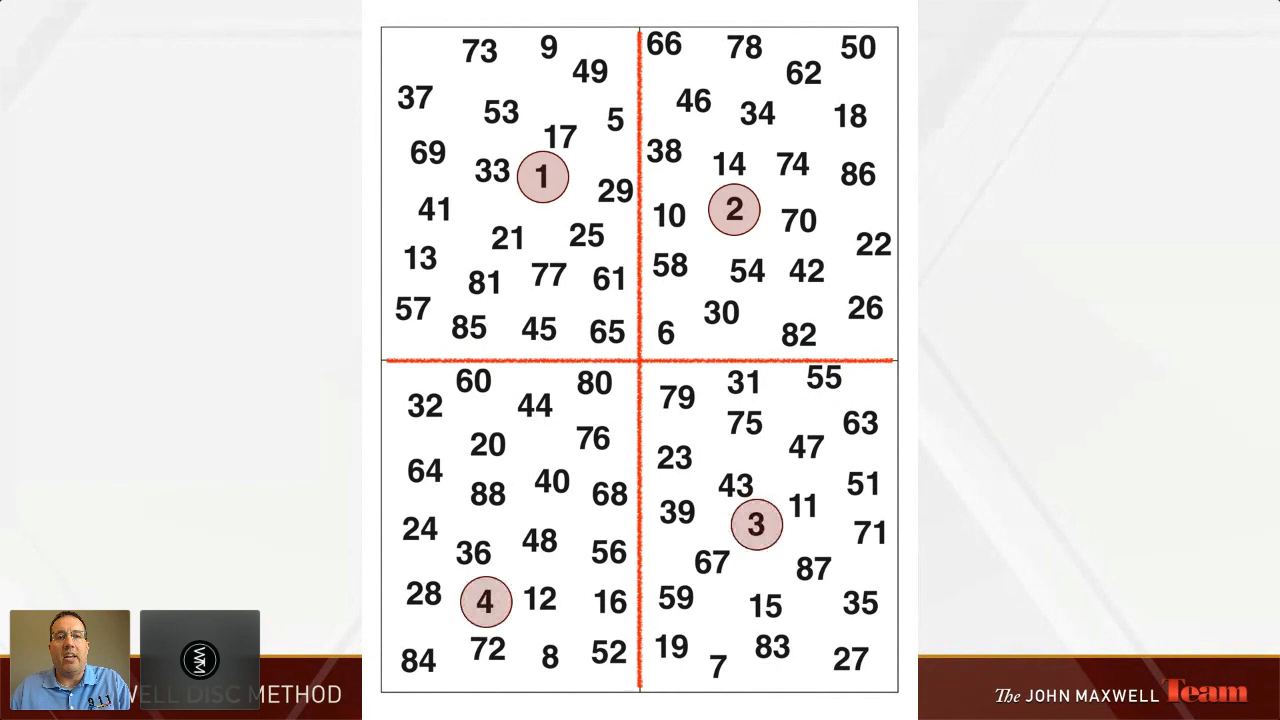 73 9 49
37 53 17 5
69 33 1 29
41 21 25
13 81 77 61
57 85 45 65
66 78 62 50
46 34 18
38 14 74 86
10 2 70 22
58 54 42
6 30 82 26
60 80
32 44
20 76
64 88 40 68
24 36 48 56
28 4 12 16
84 72 8 52
79 31 55
75 47 63
23 43 11 51
39 3 71
67 87
59 15 35
19 7 83 27
WELL DISC METHOD
The JOHN MAXWELL Team